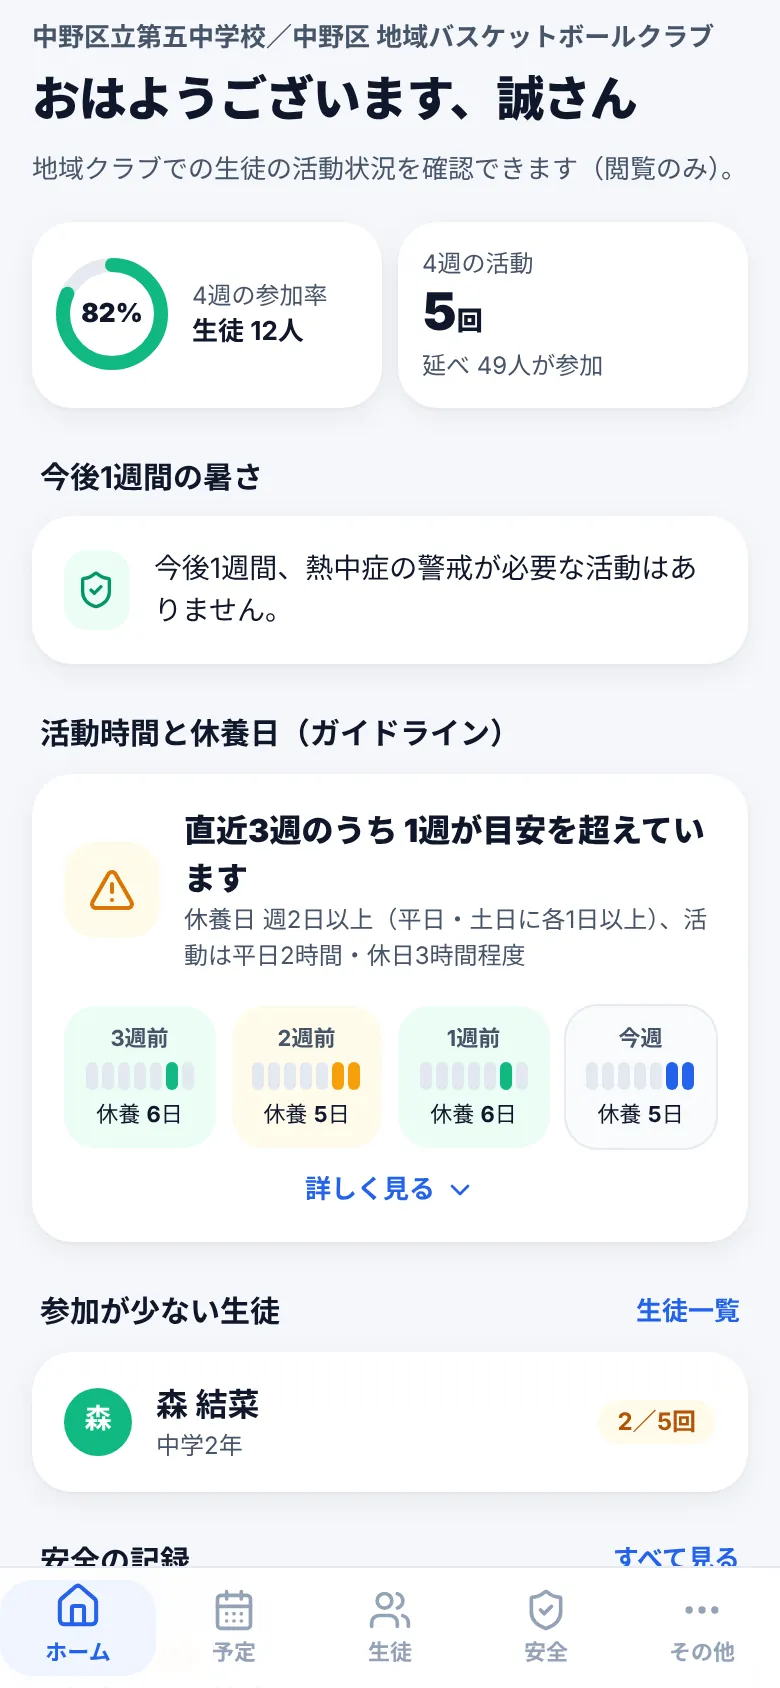 中野区立第五中学校／中野区 地域バスケットボールクラブ
おはようございます、誠さん
地域クラブでの生徒の活動状況を確認できます（閲覧のみ）。
82%
4週の参加率
生徒 12人
4週の活動
5回
延べ 49人が参加
今後1週間の暑さ
今後1週間、熱中症の警戒が必要な活動はあ
りません。
活動時間と休養日（ガイドライン）
直近3週のうち 1週が目安を超えてい
ます
休養日 週2日以上（平日・土日に各1日以上）、活
動は平日2時間・休日3時間程度
3週前
休養 6日
2週前
休養 5日
1週前
休養 6日
今週
休養 5日
詳しく見る
参加が少ない生徒
生徒一覧
森
森 結菜
中学2年
2／5回
安全の記録
すべて見る
ホーム
予定
生徒
安全
その他